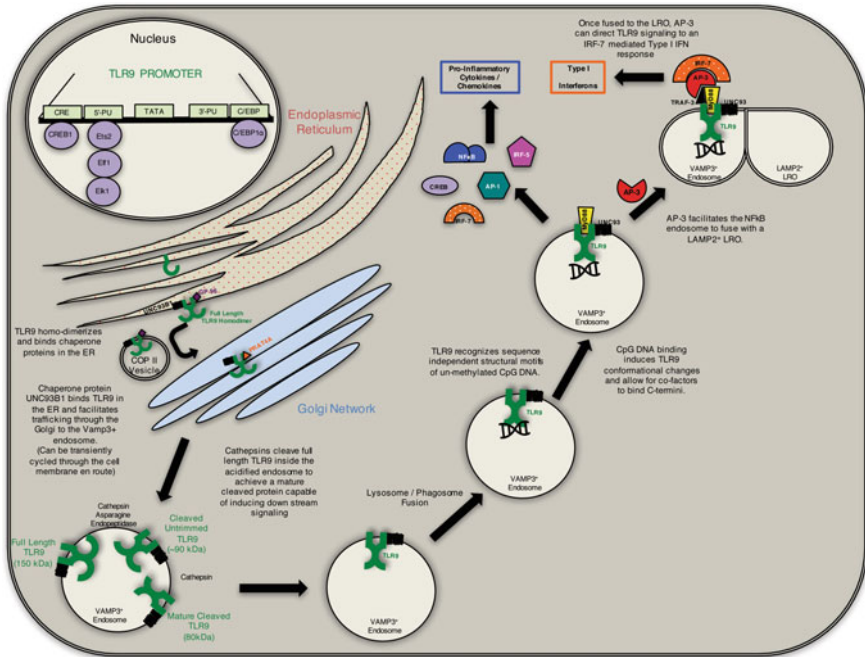 Nucleus
TLR9 PROMOTER
CRE
5'-PU
TATA
3'-PU
C/EBP
CREB1
Ets2
C/EBP1α
Elf1
Elk1
Endoplasmic
Reticulum
UNC93B1
Full Length
TLR9 Homodimer
TLR9 homo-dimerizes
and binds chaperone
proteins in the ER
COP II
Vesicle
Golgi Network
Chaperone protein
UNC93B1 binds TLR9 in
the ER and facilitates
trafficking through the
Golgi to the Vamp3+
endosome.
(Can be transiently
cycled through the cell
membrane en route)
Cathepsins cleave full
length TLR9 inside the
acidified endosome to
achieve a mature
cleaved protein capable
of inducing down stream
signaling
Cathepsin
Asparagine
Endopeptidase
Full Length
TLR9
(150 kDa)
Cleaved
Untrimmed
TLR9
(~90 kDa)
Cathepsin
VAMP3+
Endosome
Mature Cleaved
TLR9
(80kDa)
TLR9
VAMP3+
Endosome
Lysosome / Phagosome
Fusion
TLR9
VAMP3+
Endosome
TLR9 recognizes sequence
independent structural motifs
of un-methylated CpG DNA.
CpG DNA binding
induces TLR9
conformational changes
and allow for co-factors
to bind C-termini.
MyD88
UNC93
TLR9
VAMP3+
Endosome
AP-3
AP-3 facilitates the NFkB
endosome to fuse with a
LAMP2+ LRO.
NFkB
IRF-5
CREB
AP-1
IRF-7
Pro-Inflammatory
Cytokines /
Chemokines
Type I
Interferons
Once fused to the LRO, AP-3
can direct TLR9 signaling to an
IRF-7 mediated Type I IFN
response
IRF-7
AP-3
TRAF-3
MyD88
UNC93
TLR9
VAMP3+
Endosome
LAMP2+
LRO